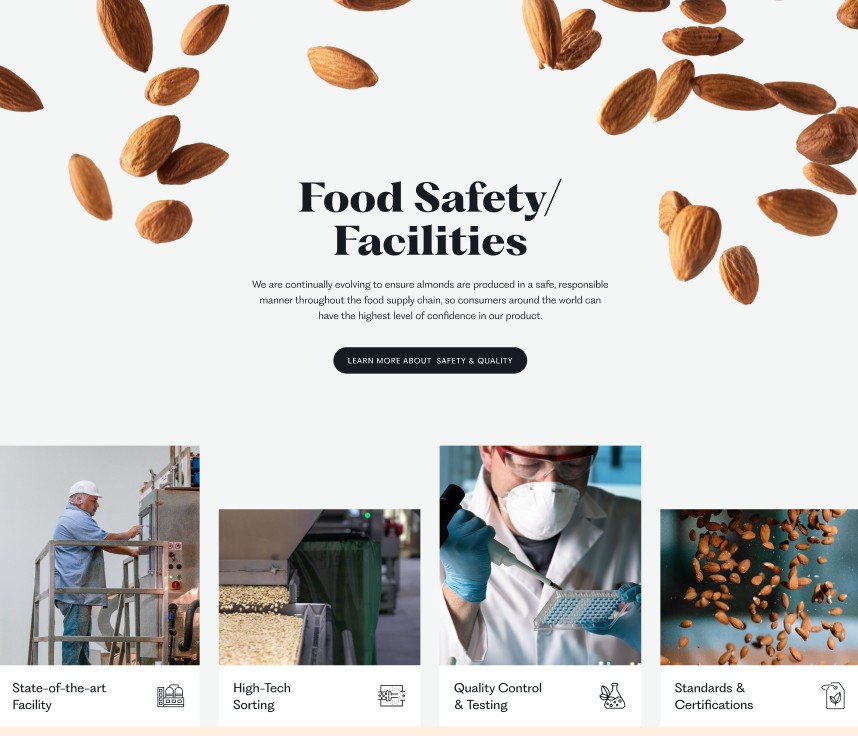 Food Safety/
Facilities
We are continually evolving to ensure almonds are produced in a safe, responsible
manner throughout the food supply chain, so consumers around the world can
have the highest level of confidence in our product.
LEARN MORE ABOUT SAFETY & QUALITY
State-of-the-art
Facility
High-Tech
Sorting
Quality Control
& Testing
Standards &
Certifications